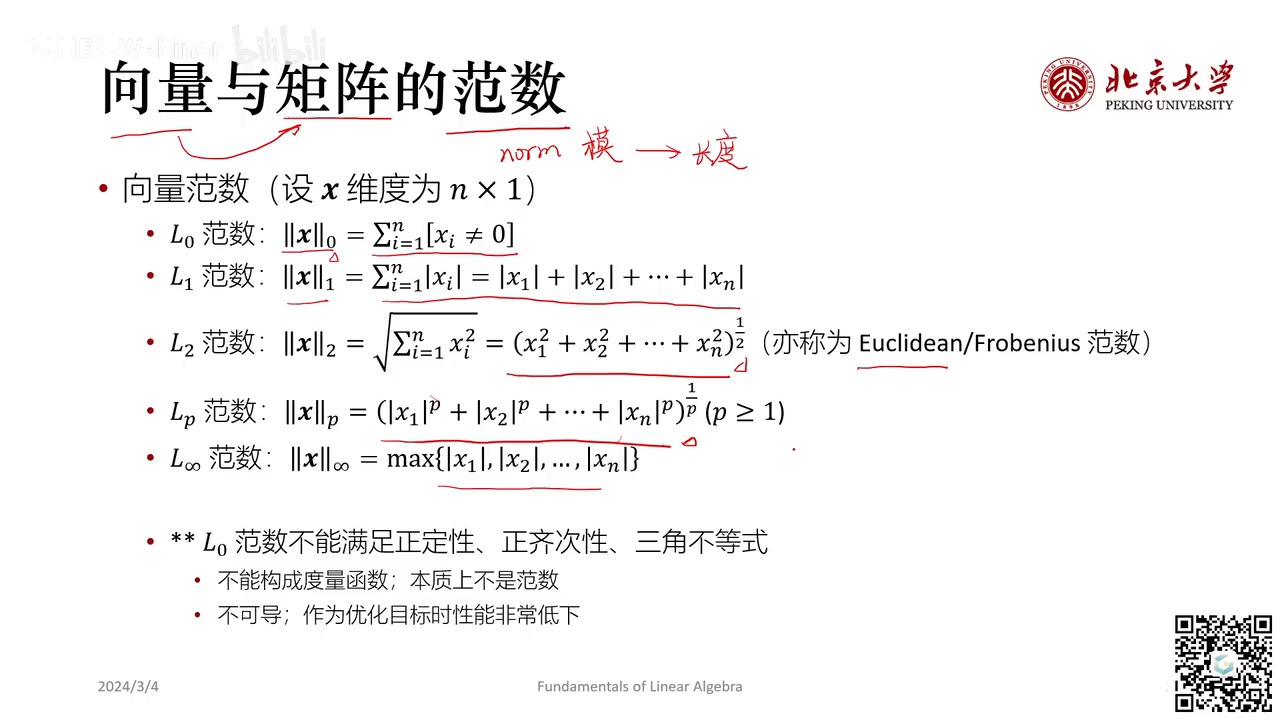 bilibili
向量与矩阵的范数
北京大学
PEKING UNIVERSITY
norm 模 → 长度
• 向量范数（设 x 维度为 n × 1）
• L₀ 范数：‖x‖₀ = ∑ⁿᵢ₌₁[xᵢ ≠ 0]
• L₁ 范数：‖x‖₁ = ∑ⁿᵢ₌₁|xᵢ| = |x₁| + |x₂| + ⋯ + |xₙ|
• L₂ 范数：‖x‖₂ = √(∑ⁿᵢ₌₁ xᵢ²) = (x₁² + x₂² + ⋯ + xₙ²)^(1/2)（亦称为 Euclidean/Frobenius 范数）
• Lₚ 范数：‖x‖ₚ = (|x₁|ᵖ + |x₂|ᵖ + ⋯ + |xₙ|ᵖ)^(1/p) (p ≥ 1)
• L∞ 范数：‖x‖∞ = max{|x₁|, |x₂|, …, |xₙ|}
• ** L₀ 范数不能满足正定性、正齐次性、三角不等式
• 不能构成度量函数；本质上不是范数
• 不可导；作为优化目标时性能非常低下
2024/3/4
Fundamentals of Linear Algebra